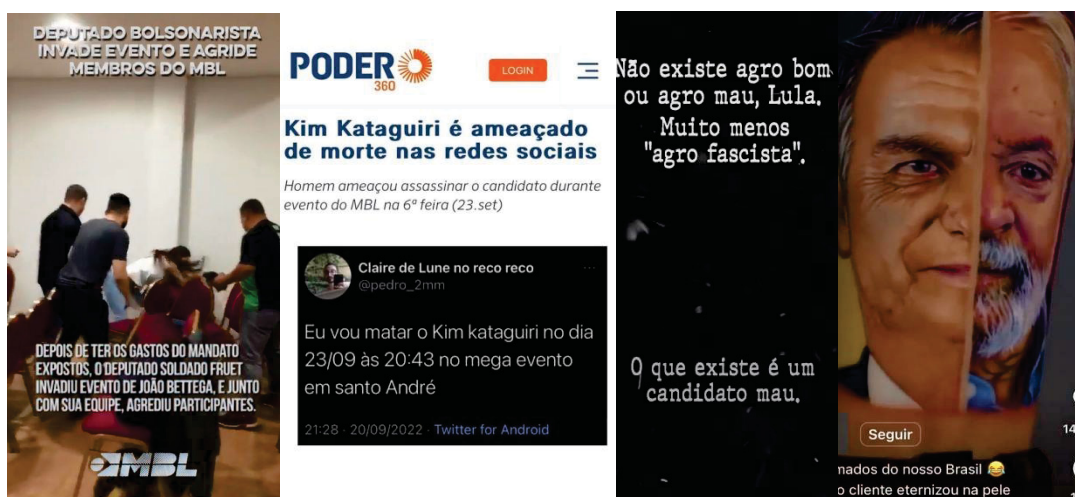 DEPUTADO BOLSONARISTA
INVADE EVENTO E AGRIDE
MEMBROS DO MBL
DEPOIS DE TER OS GASTOS DO MANDATO
EXPOSTOS, O DEPUTADO SOLDADO FRUET
INVADIU EVENTO DE JOÃO BETTEGA, E JUNTO
COM SUA EQUIPE, AGREDIU PARTICIPANTES.
MBL
PODER
360
LOGIN
Kim Kataguiri é ameaçado
de morte nas redes sociais
Homem ameaçou assassinar o candidato durante
evento do MBL na 6ª feira (23.set)
Claire de Lune no reco reco
@pedro_2mm
Eu vou matar o Kim kataguiri no dia
23/09 às 20:43 no mega evento
em santo André
21:28 · 20/09/2022 · Twitter for Android
Não existe agro bom
ou agro mau, Lula.
Muito menos
"agro fascista".
O que existe é um
candidato mau.
Seguir
14
mados do nosso Brasil 😂
o cliente eternizou na pele